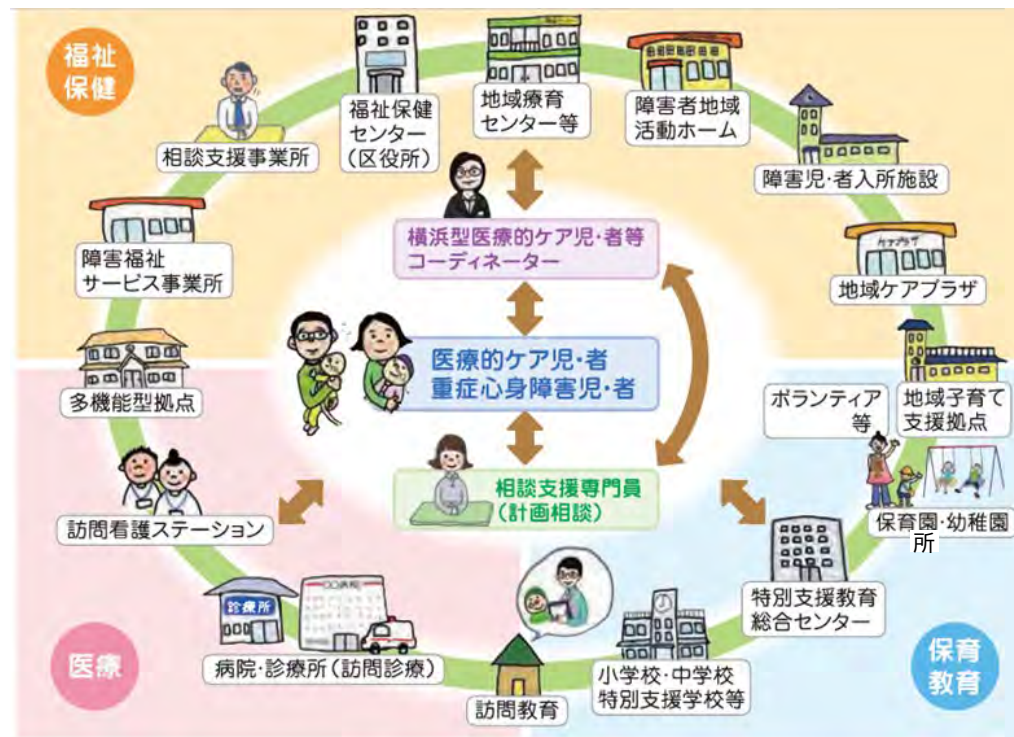 福祉
保健
相談支援事業所
福祉保健
センター
（区役所）
地域療育
センター等
障害者地域
活動ホーム
障害児・者入所施設
障害福祉
サービス事業所
横浜型医療的ケア児・者等
コーディネーター
ケアプラザ
地域ケアプラザ
多機能型拠点
医療的ケア児・者
重症心身障害児・者
ボランティア
等
地域子育て
支援拠点
訪問看護ステーション
相談支援専門員
（計画相談）
保育園・幼稚園
所
特別支援教育
総合センター
診療所
〇〇病院
病院・診療所（訪問診療）
訪問教育
小学校・中学校
特別支援学校等
医療
保育
教育